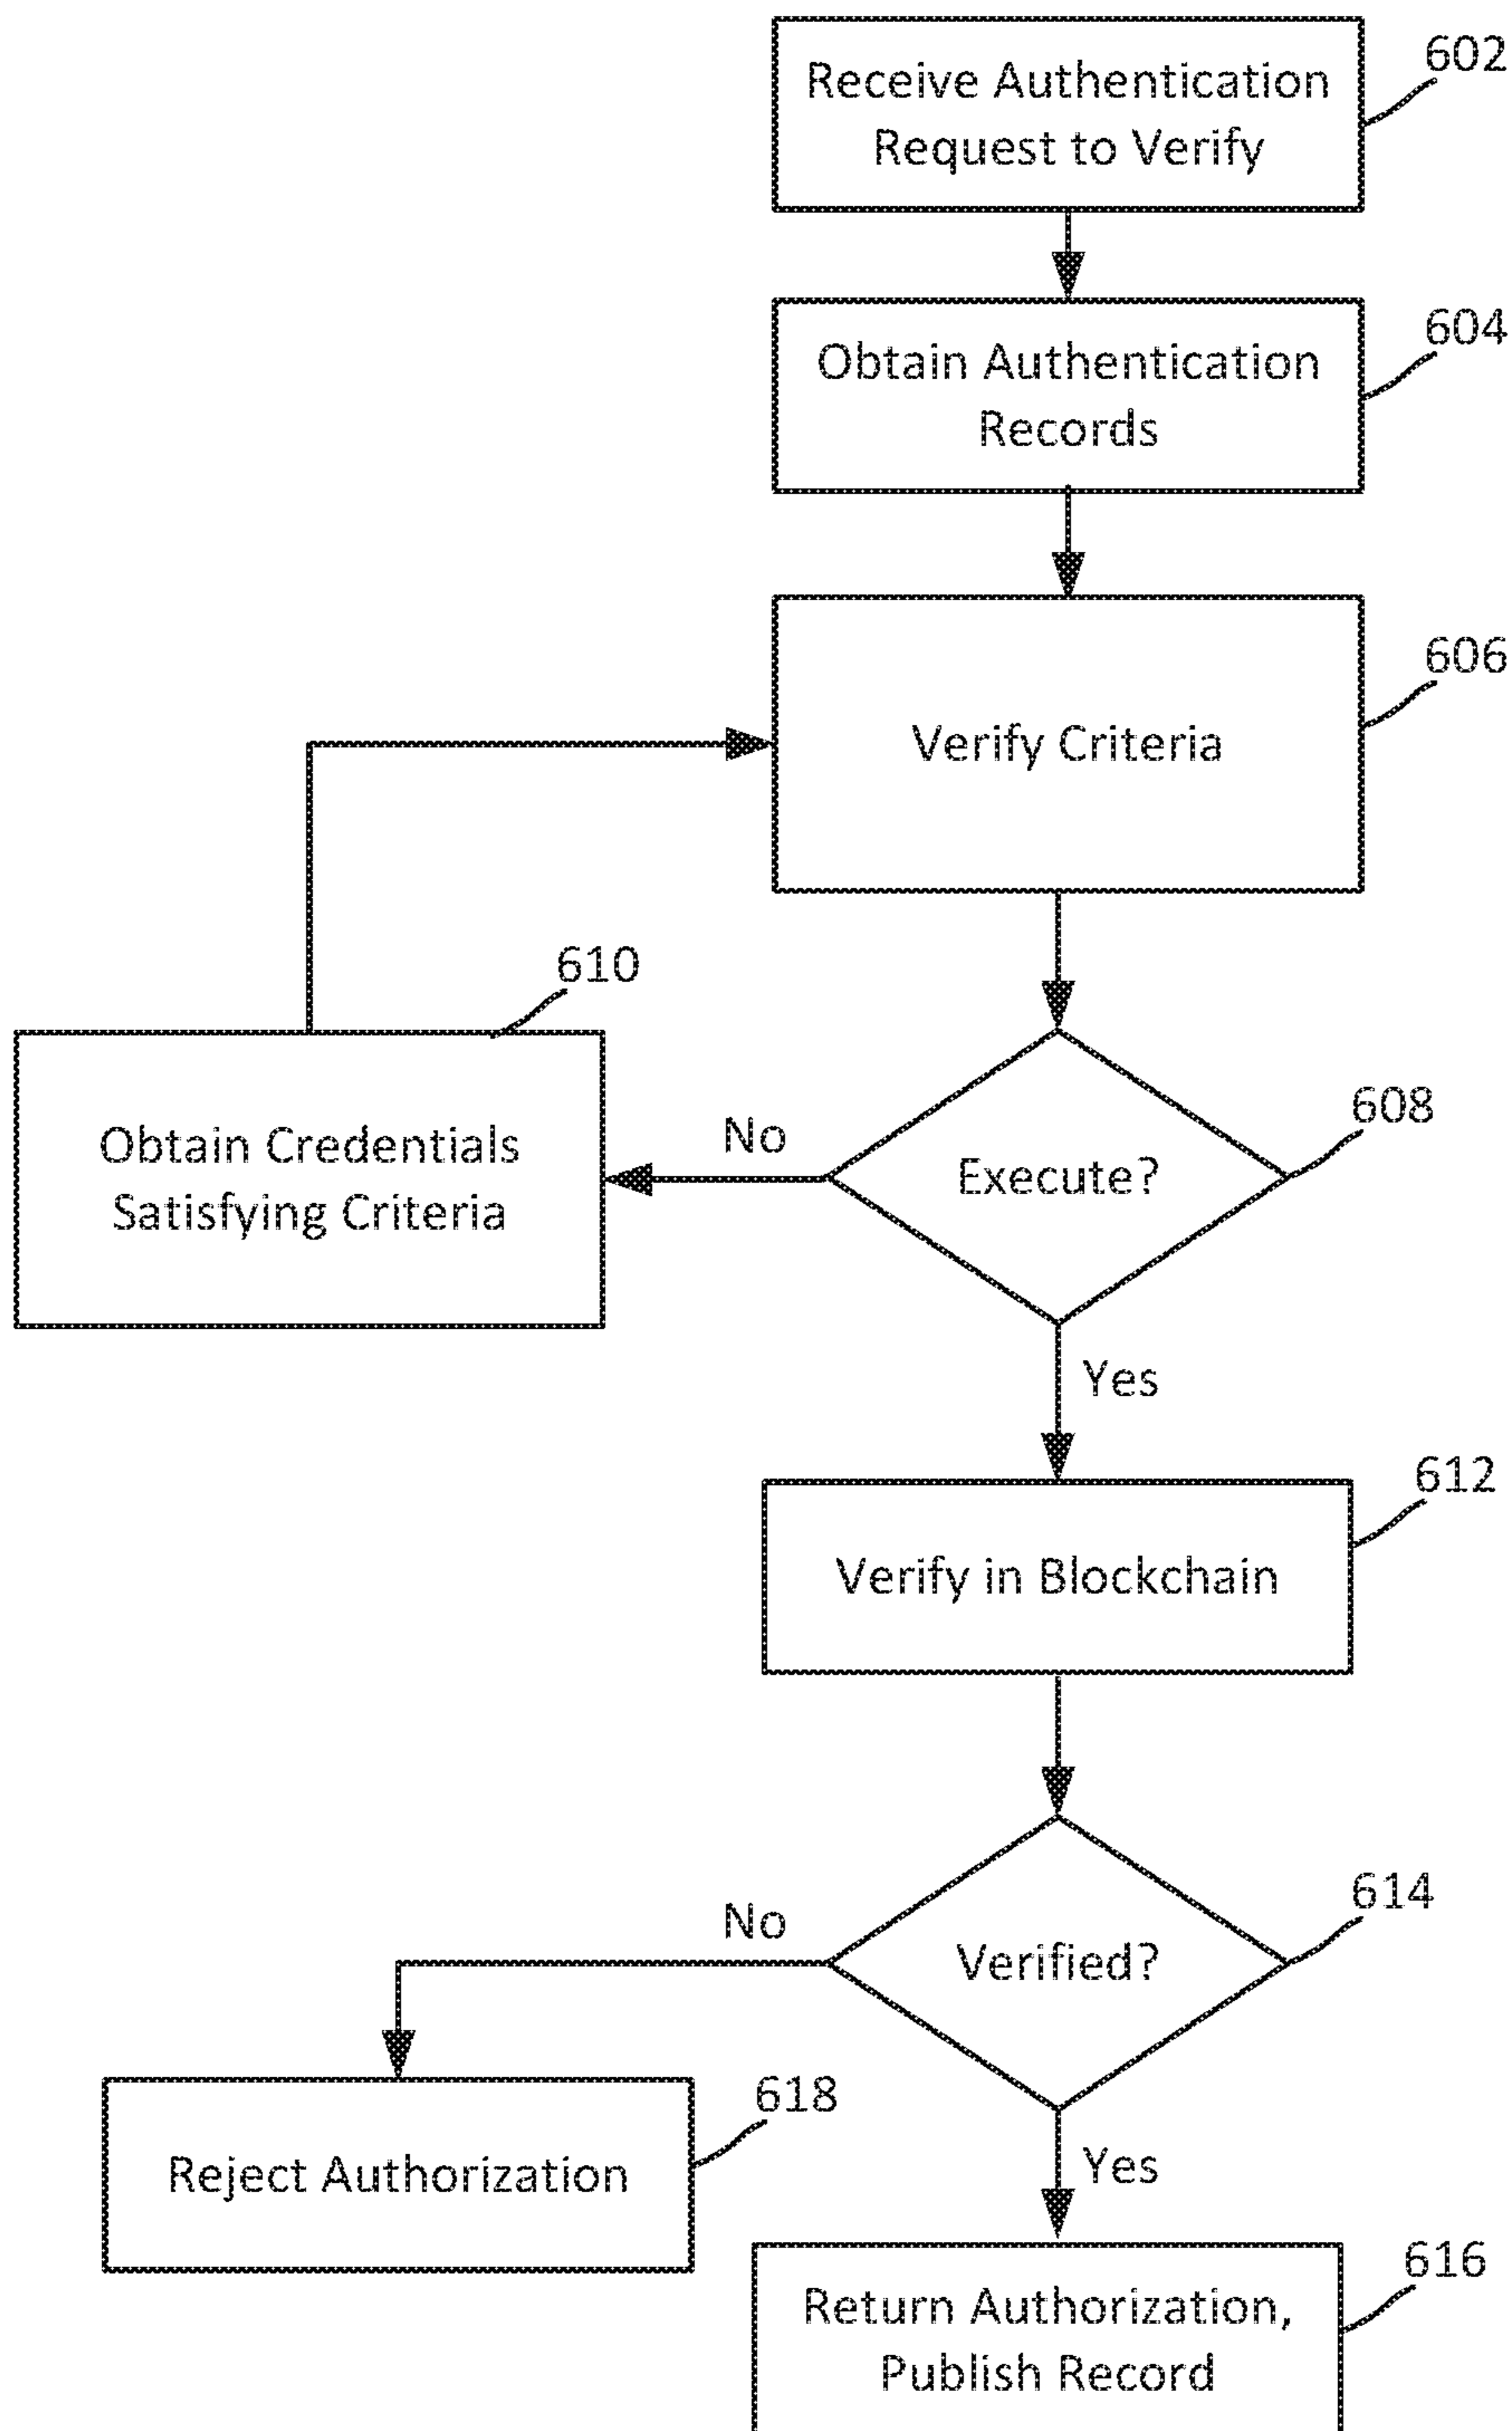 Receive Authentication
Request to Verify
602
Obtain Authentication
Records
604
Verify Criteria
606
610
Obtain Credentials
Satisfying Criteria
No
Execute?
608
Yes
612
Verify in Blockchain
No
Verified?
614
618
Reject Authorization
Yes
616
Return Authorization,
Publish Record